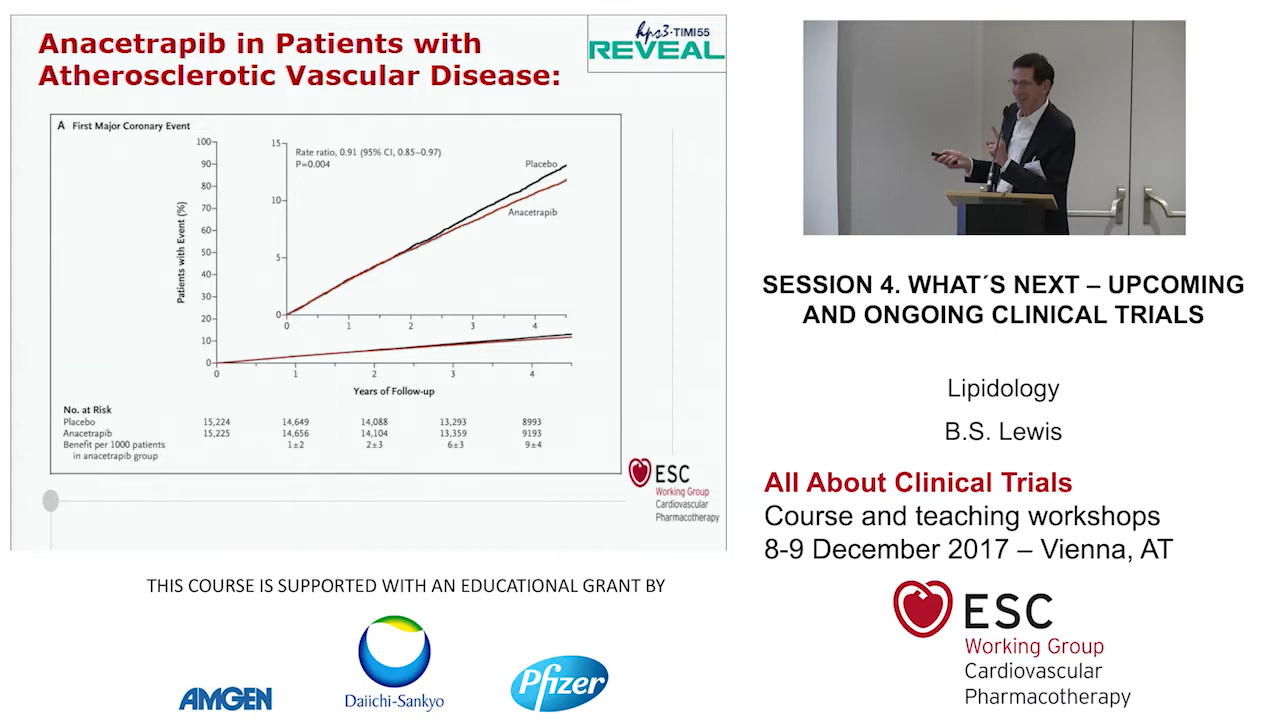 Anacetrapib in Patients with
Atherosclerotic Vascular Disease:
hps3·TIMI55
REVEAL
A First Major Coronary Event
Patients with Event (%)
100
90
80
70
60
50
40
30
20
10
0
15
10
5
0
Rate ratio, 0.91 (95% CI, 0.85–0.97)
P=0.004
Placebo
Anacetrapib
0 1 2 3 4
0 1 2 3 4
Years of Follow-up
No. at Risk
Placebo 15,224 14,649 14,088 13,293 8993
Anacetrapib 15,225 14,656 14,104 13,359 9193
Benefit per 1000 patients 1±2 2±3 6±3 9±4
in anacetrapib group
ESC
Working Group
Cardiovascular
Pharmacotherapy
SESSION 4. WHAT´S NEXT – UPCOMING
AND ONGOING CLINICAL TRIALS
Lipidology
B.S. Lewis
All About Clinical Trials
Course and teaching workshops
8-9 December 2017 – Vienna, AT
ESC
Working Group
Cardiovascular
Pharmacotherapy
THIS COURSE IS SUPPORTED WITH AN EDUCATIONAL GRANT BY
AMGEN
Daiichi-Sankyo
Pfizer